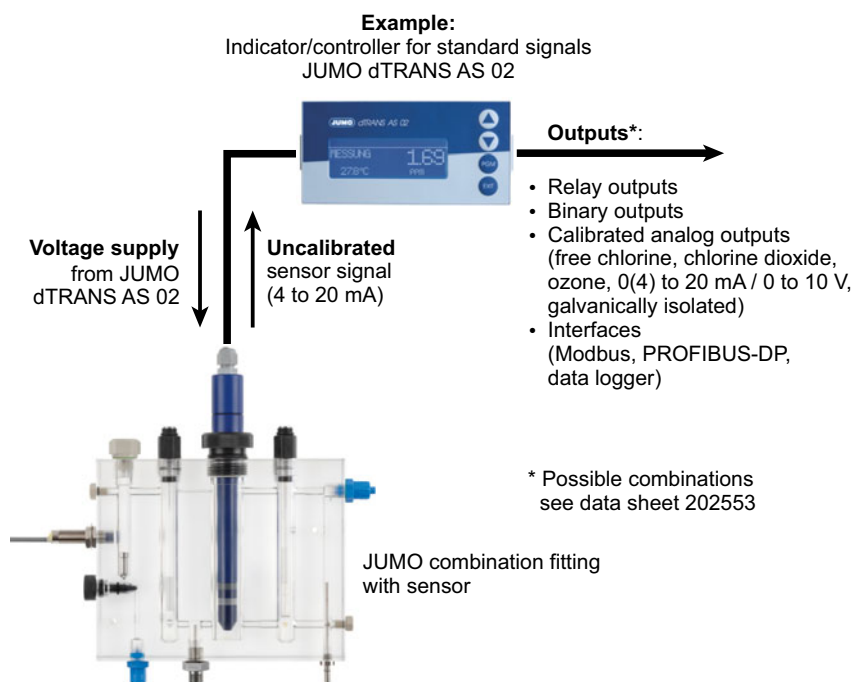 Example:
Indicator/controller for standard signals
JUMO dTRANS AS 02
JUMO dTRANS AS 02
MESSUNG 1.69
27.8°C PPM
PGM
EXIT
Outputs*:
• Relay outputs
• Binary outputs
• Calibrated analog outputs
(free chlorine, chlorine dioxide,
ozone, 0(4) to 20 mA / 0 to 10 V,
galvanically isolated)
• Interfaces
(Modbus, PROFIBUS-DP,
data logger)
Voltage supply
from JUMO
dTRANS AS 02
Uncalibrated
sensor signal
(4 to 20 mA)
* Possible combinations
see data sheet 202553
JUMO combination fitting
with sensor